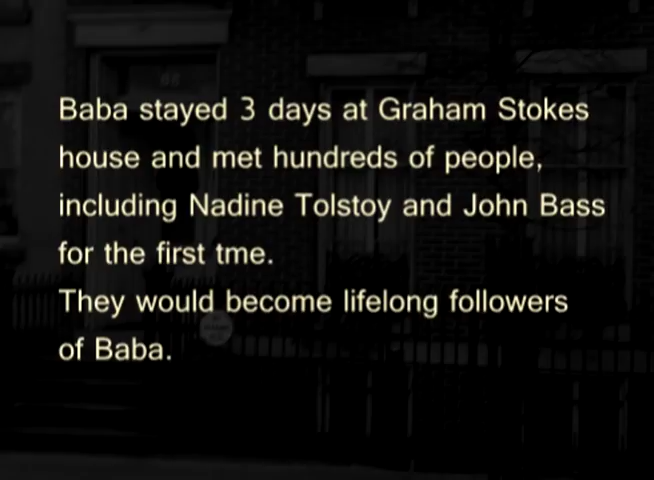 Baba stayed 3 days at Graham Stokes
house and met hundreds of people,
including Nadine Tolstoy and John Bass
for the first tme.
They would become lifelong followers
of Baba.